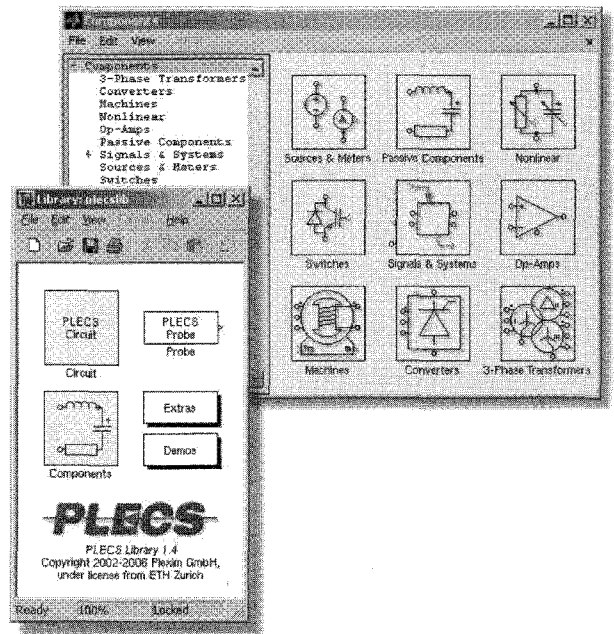 Components
File Edit View
- Components
3-Phase Transformers
Converters
Machines
Nonlinear
Op-Amps
Passive Components
+ Signals & Systems
Sources & Meters
Switches
Sources & Meters
Passive Components
Nonlinear
Switches
Signals & Systems
Op-Amps
Machines
Converters
3-Phase Transformers
Library: plecslib
File Edit View Help
PLECS
Circuit
Circuit
PLECS
Probe
Probe
Components
Extras
Demos
PLECS
PLECS Library 1.4
Copyright 2002-2006 Plexim GmbH,
under license from ETH Zurich
Ready 100% Locked